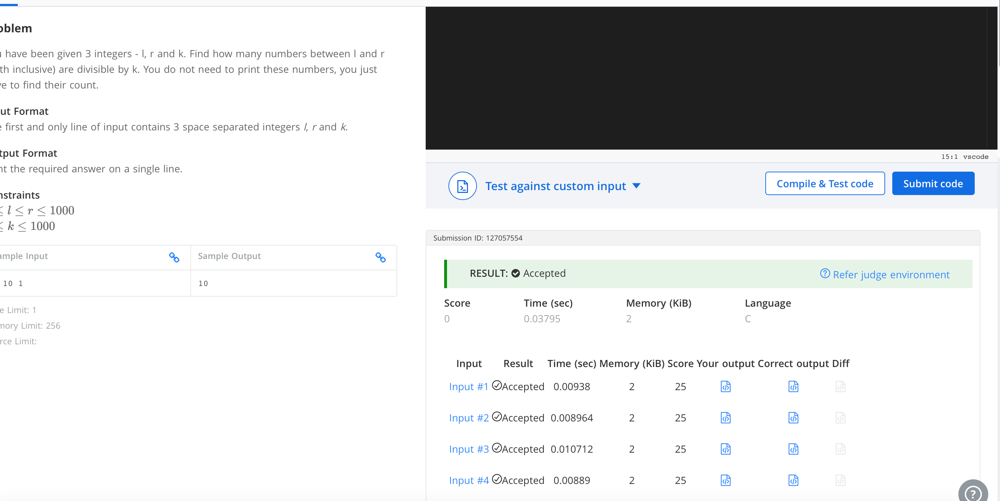 oblem
have been given 3 integers - l, r and k. Find how many numbers between l and r
th inclusive) are divisible by k. You do not need to print these numbers, you just
ve to find their count.
ut Format
e first and only line of input contains 3 space separated integers l, r and k.
tput Format
nt the required answer on a single line.
nstraints
≤ l ≤ r ≤ 1000
≤ k ≤ 1000
ample Input
Sample Output
10 1
10
e Limit: 1
mory Limit: 256
rce Limit:
15:1 vscode
Test against custom input
Compile & Test code
Submit code
Submission ID: 127057554
RESULT: Accepted
Refer judge environment
Score Time (sec) Memory (KiB) Language
0 0.03795 2 C
Input Result Time (sec) Memory (KiB) Score Your output Correct output Diff
Input #1 Accepted 0.00938 2 25
Input #2 Accepted 0.008964 2 25
Input #3 Accepted 0.010712 2 25
Input #4 Accepted 0.00889 2 25